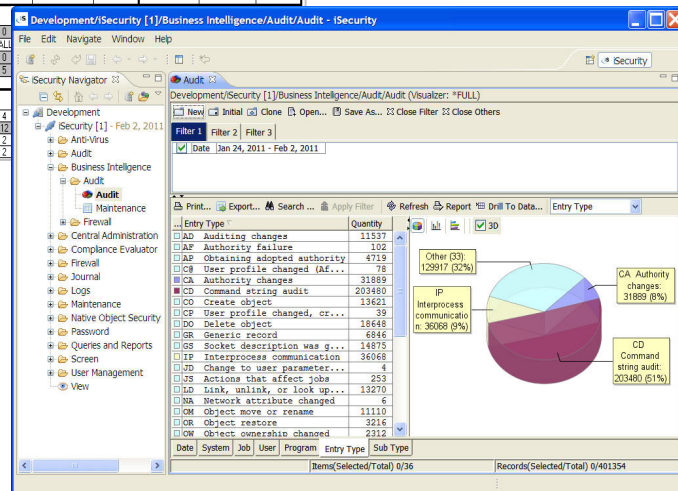 Development/iSecurity [1]/Business Intelligence/Audit/Audit - iSecurity
File Edit Navigate Window Help
iSecurity
iSecurity Navigator
Audit
Development/iSecurity [1]/Business Intelligence/Audit/Audit (Visualizer: *FULL)
New Initial Clone Open... Save As... Close Filter Close Others
Filter 1 Filter 2 Filter 3
Date Jan 24, 2011 - Feb 2, 2011
Development
iSecurity [1] - Feb 2, 2011
Anti-Virus
Audit
Business Intelligence
Audit
Audit
Maintenance
Firewall
Central Administration
Compliance Evaluator
Firewall
Journal
Logs
Maintenance
Native Object Security
Password
Queries and Reports
Screen
User Management
View
Print... Export... Search ... Apply Filter Refresh Report Drill To Data... Entry Type
... Entry Type Quantity
3D
AD Auditing changes 11537
AF Authority failure 102
AP Obtaining adopted authority 4719
C@ User profile changed (Af... 78
CA Authority changes 31889
CD Command string audit 203480
CO Create object 13621
CP User profile changed, cr... 39
DO Delete object 18648
GR Generic record 6846
GS Socket description was g... 14875
IP Interprocess communication 36068
JD Change to user parameter... 4
JS Actions that affect jobs 253
LD Link, unlink, or look up... 13270
NA Network attribute changed 6
OM Object move or rename 11110
OR Object restore 3216
OW Object ownership changed 2312
Other (33):
129917 (32%)
CA Authority
changes:
31889 (8%)
IP
Interprocess
communicatio
n: 36068 (9%)
CD
Command
string audit:
203480 (51%)
Date System Job User Program Entry Type Sub Type
Items(Selected/Total) 0/36 Records(Selected/Total) 0/401354
0
ALL
0
5
4
12
2
2